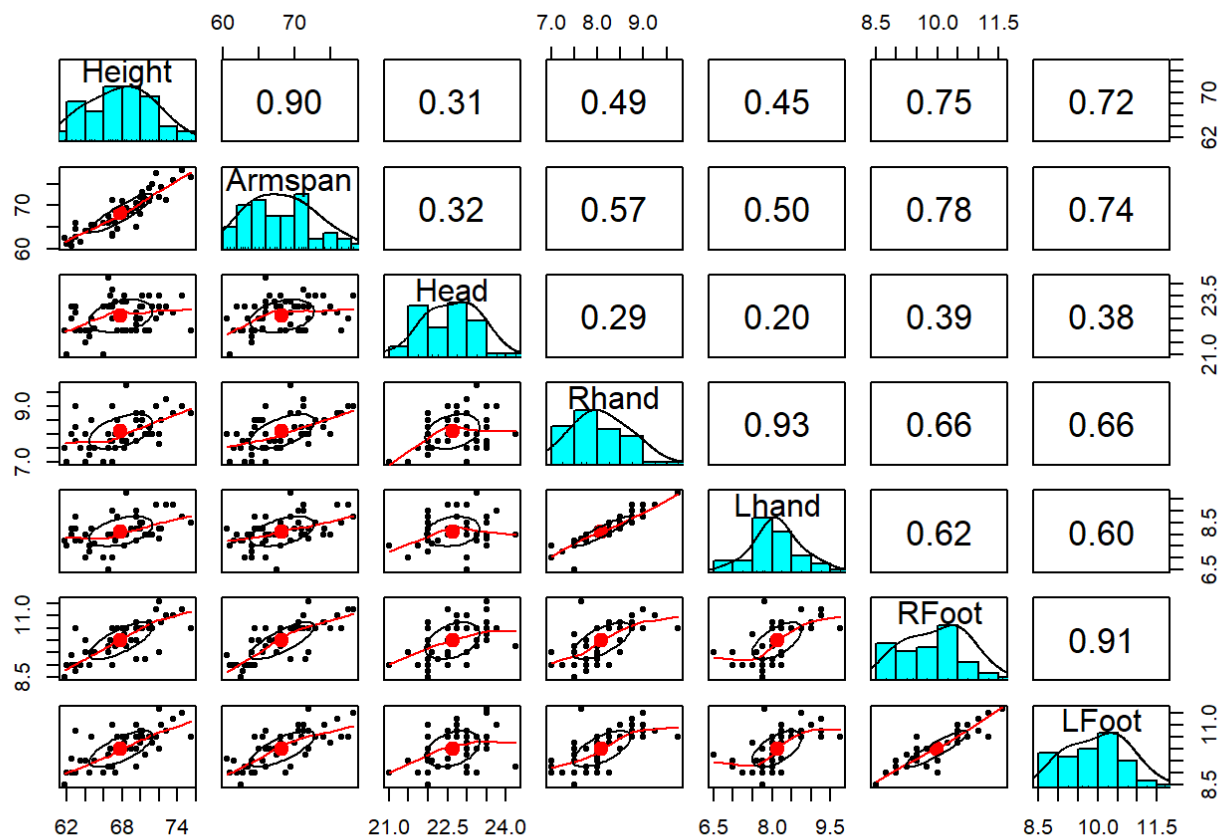 60 70 7.0 8.0 9.0 8.5 10.0 11.5
Height 0.90 0.31 0.49 0.45 0.75 0.72 62 70
60 70 Armspan 0.32 0.57 0.50 0.78 0.74
Head 0.29 0.20 0.39 0.38 21.0 23.5
7.0 9.0 Rhand 0.93 0.66 0.66
Lhand 0.62 0.60 6.5 8.5
8.5 11.0 RFoot 0.91
LFoot 8.5 11.0
62 68 74 21.0 22.5 24.0 6.5 8.0 9.5 8.5 10.0 11.5